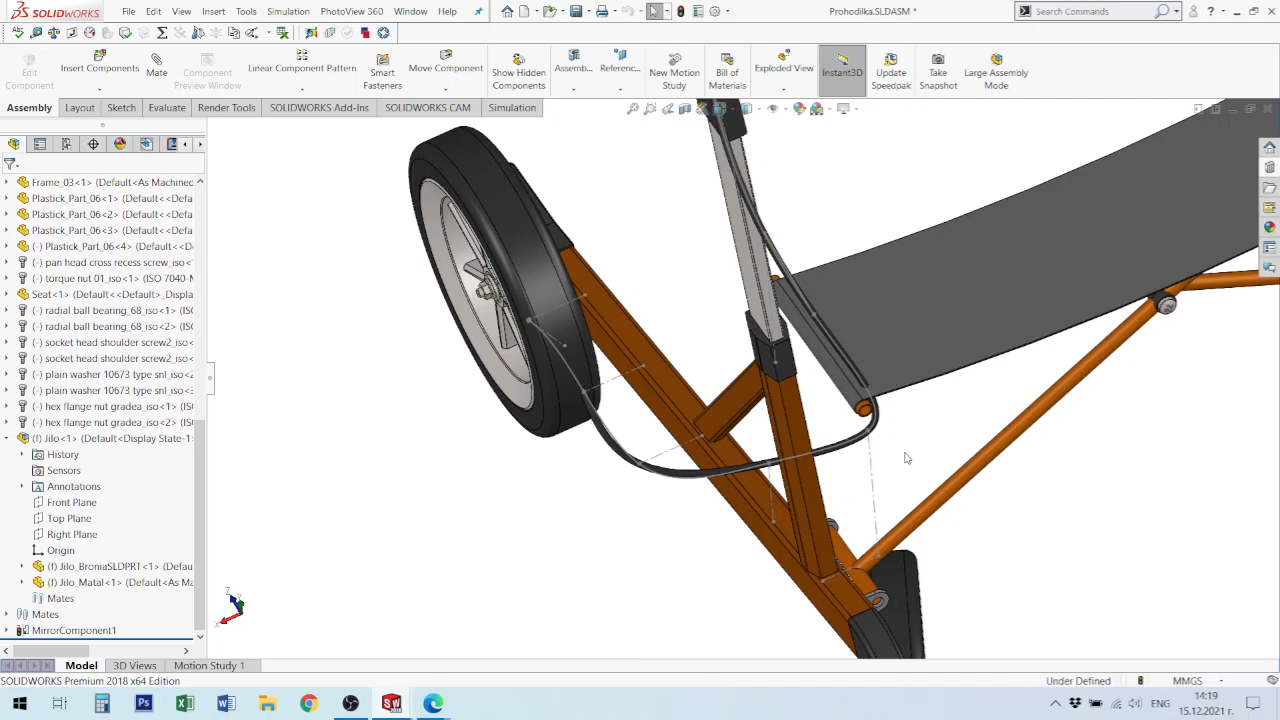 SOLIDWORKS
File
Edit
View
Insert
Tools
Simulation
PhotoView 360
Window
Help
Prohodilka.SLDASM *
Search Commands
Edit
Component
Insert Components
Mate
Component
Preview Window
Linear Component Pattern
Smart
Fasteners
Move Component
Show Hidden
Components
Assemb...
Referenc...
New Motion
Study
Bill of
Materials
Exploded View
Instant3D
Update
Speedpak
Take
Snapshot
Large Assembly
Mode
Assembly
Layout
Sketch
Evaluate
Render Tools
SOLIDWORKS Add-Ins
SOLIDWORKS CAM
Simulation
Frame_03<1> (Default<As Machined
Plastick_Part_06<1> (Default<<Defa
Plastick_Part_06<2> (Default<<Defa
Plastick_Part_06<3> (Default<<Defa
(-) Plastick_Part_06<4> (Default<<De
(-) pan head cross recess screw_iso<
(-) torque nut 01_iso<1> (ISO 7040-
Seat<1> (Default<<Default>_Display
(-) radial ball bearing_68_iso<1> (IS
(-) radial ball bearing_68_iso<2> (IS
(-) socket head shoulder screw2_iso
(-) socket head shoulder screw2_iso
(-) plain washer 10673 type snl_iso<
(-) plain washer 10673 type snl_iso<
(-) hex flange nut gradea_iso<1> (IS
(-) hex flange nut gradea_iso<2> (IS
(f) Jilo<1> (Default<Display State-1>
History
Sensors
Annotations
Front Plane
Top Plane
Right Plane
Origin
(f) Jilo_BroniaSLDPRT<1> (Default
(f) Jilo_Matal<1> (Default<As Ma
Mates
Mates
MirrorComponent1
Z
Y
X
Model
3D Views
Motion Study 1
SOLIDWORKS Premium 2018 x64 Edition
Under Defined
MMGS
ЕНГ
14:19
15.12.2021 г.